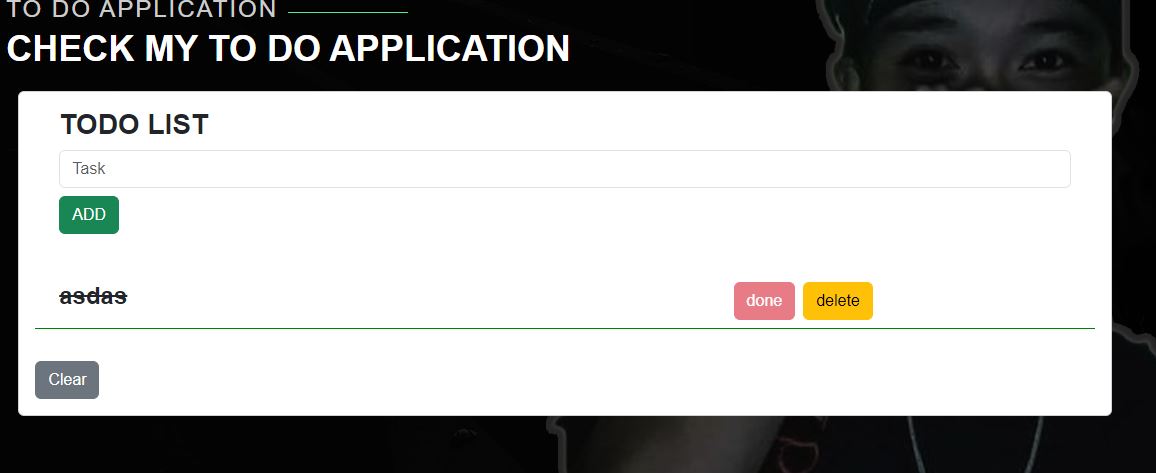 TO DO APPLICATION
CHECK MY TO DO APPLICATION
TODO LIST
Task
ADD
asdas done delete
Clear